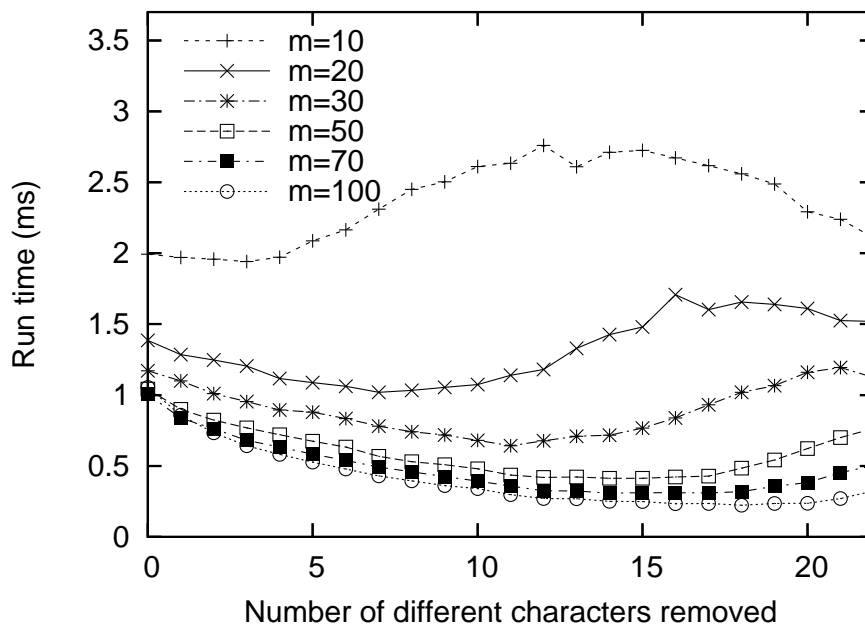 3.5
3
2.5
2
1.5
1
0.5
0
0
5
10
15
20
Run time (ms)
Number of different characters removed
m=10
m=20
m=30
m=50
m=70
m=100